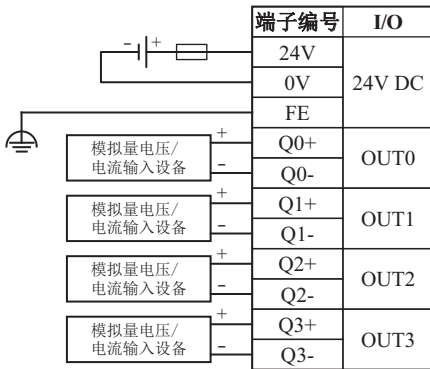 端子编号 I/O
- + 24V
0V 24V DC
FE
模拟量电压/
电流输入设备
+ Q0+
- Q0-
OUT0
模拟量电压/
电流输入设备
+ Q1+
- Q1-
OUT1
模拟量电压/
电流输入设备
+ Q2+
- Q2-
OUT2
模拟量电压/
电流输入设备
+ Q3+
- Q3-
OUT3